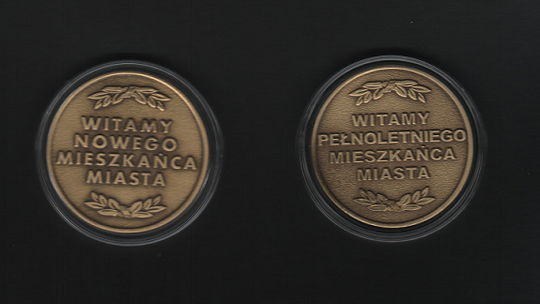 WITAMY
NOWEGO
MIESZKAŃCA
MIASTA
WITAMY
PEŁNOLETNIEGO
MIESZKAŃCA
MIASTA